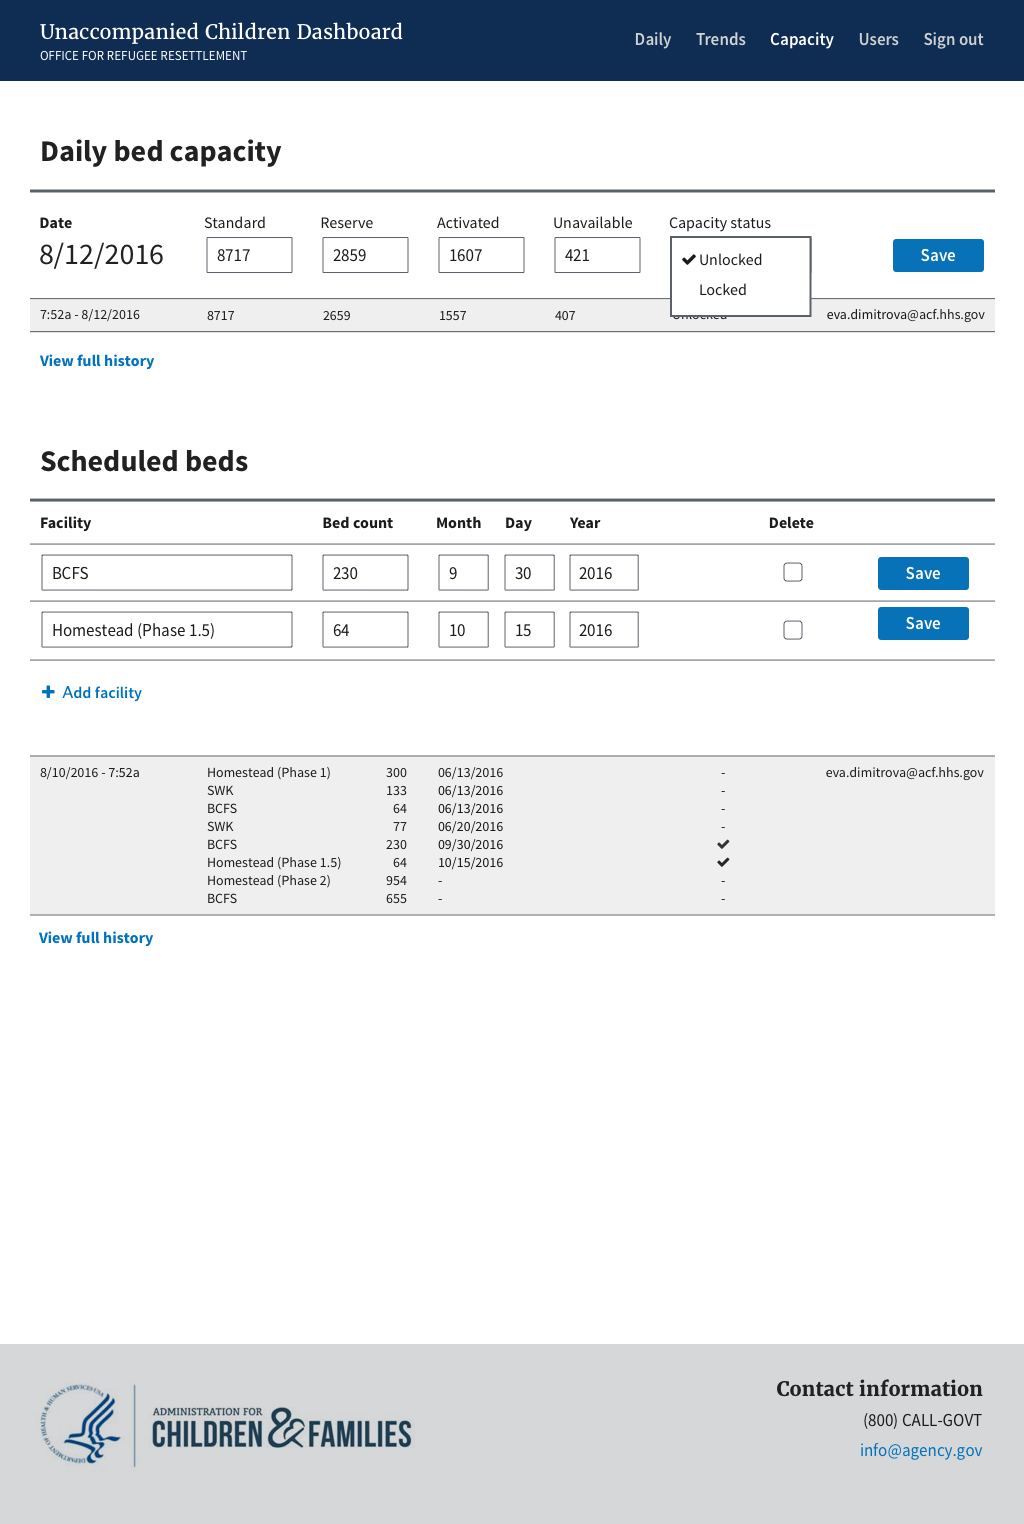 Unaccompanied Children Dashboard
OFFICE FOR REFUGEE RESETTLEMENT
Daily Trends Capacity Users Sign out
Daily bed capacity
Date Standard Reserve Activated Unavailable Capacity status
8/12/2016 8717 2859 1607 421 Unlocked Save
Locked
7:52a - 8/12/2016 8717 2659 1557 407 Unlocked eva.dimitrova@acf.hhs.gov
View full history
Scheduled beds
Facility Bed count Month Day Year Delete
BCFS 230 9 30 2016 Save
Homestead (Phase 1.5) 64 10 15 2016 Save
Add facility
8/10/2016 - 7:52a Homestead (Phase 1) 300 06/13/2016 - eva.dimitrova@acf.hhs.gov
SWK 133 06/13/2016 -
BCFS 64 06/13/2016 -
SWK 77 06/20/2016 -
BCFS 230 09/30/2016
Homestead (Phase 1.5) 64 10/15/2016
Homestead (Phase 2) 954 - -
BCFS 655 - -
View full history
DEPARTMENT OF HEALTH & HUMAN SERVICES USA
ADMINISTRATION FOR
CHILDREN & FAMILIES
Contact information
(800) CALL-GOVT
info@agency.gov